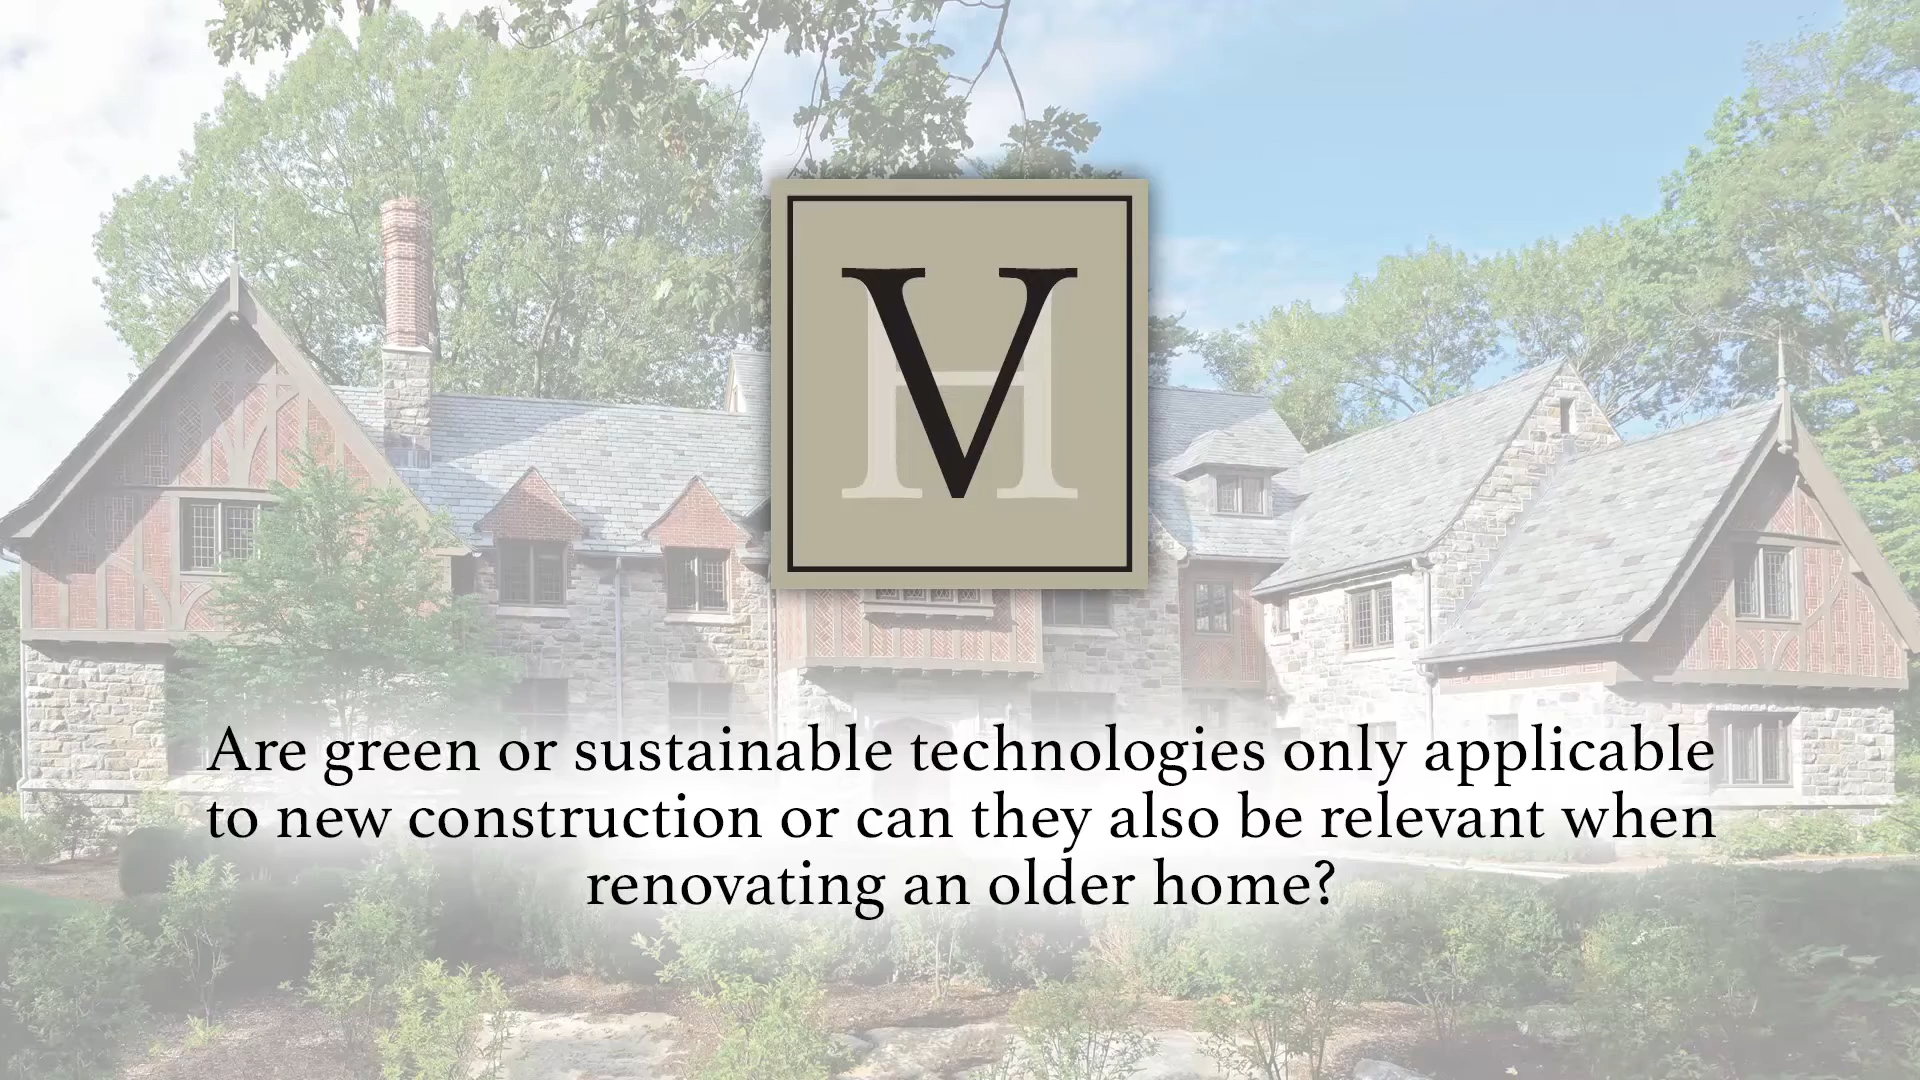 VH
Are green or sustainable technologies only applicable
to new construction or can they also be relevant when
renovating an older home?